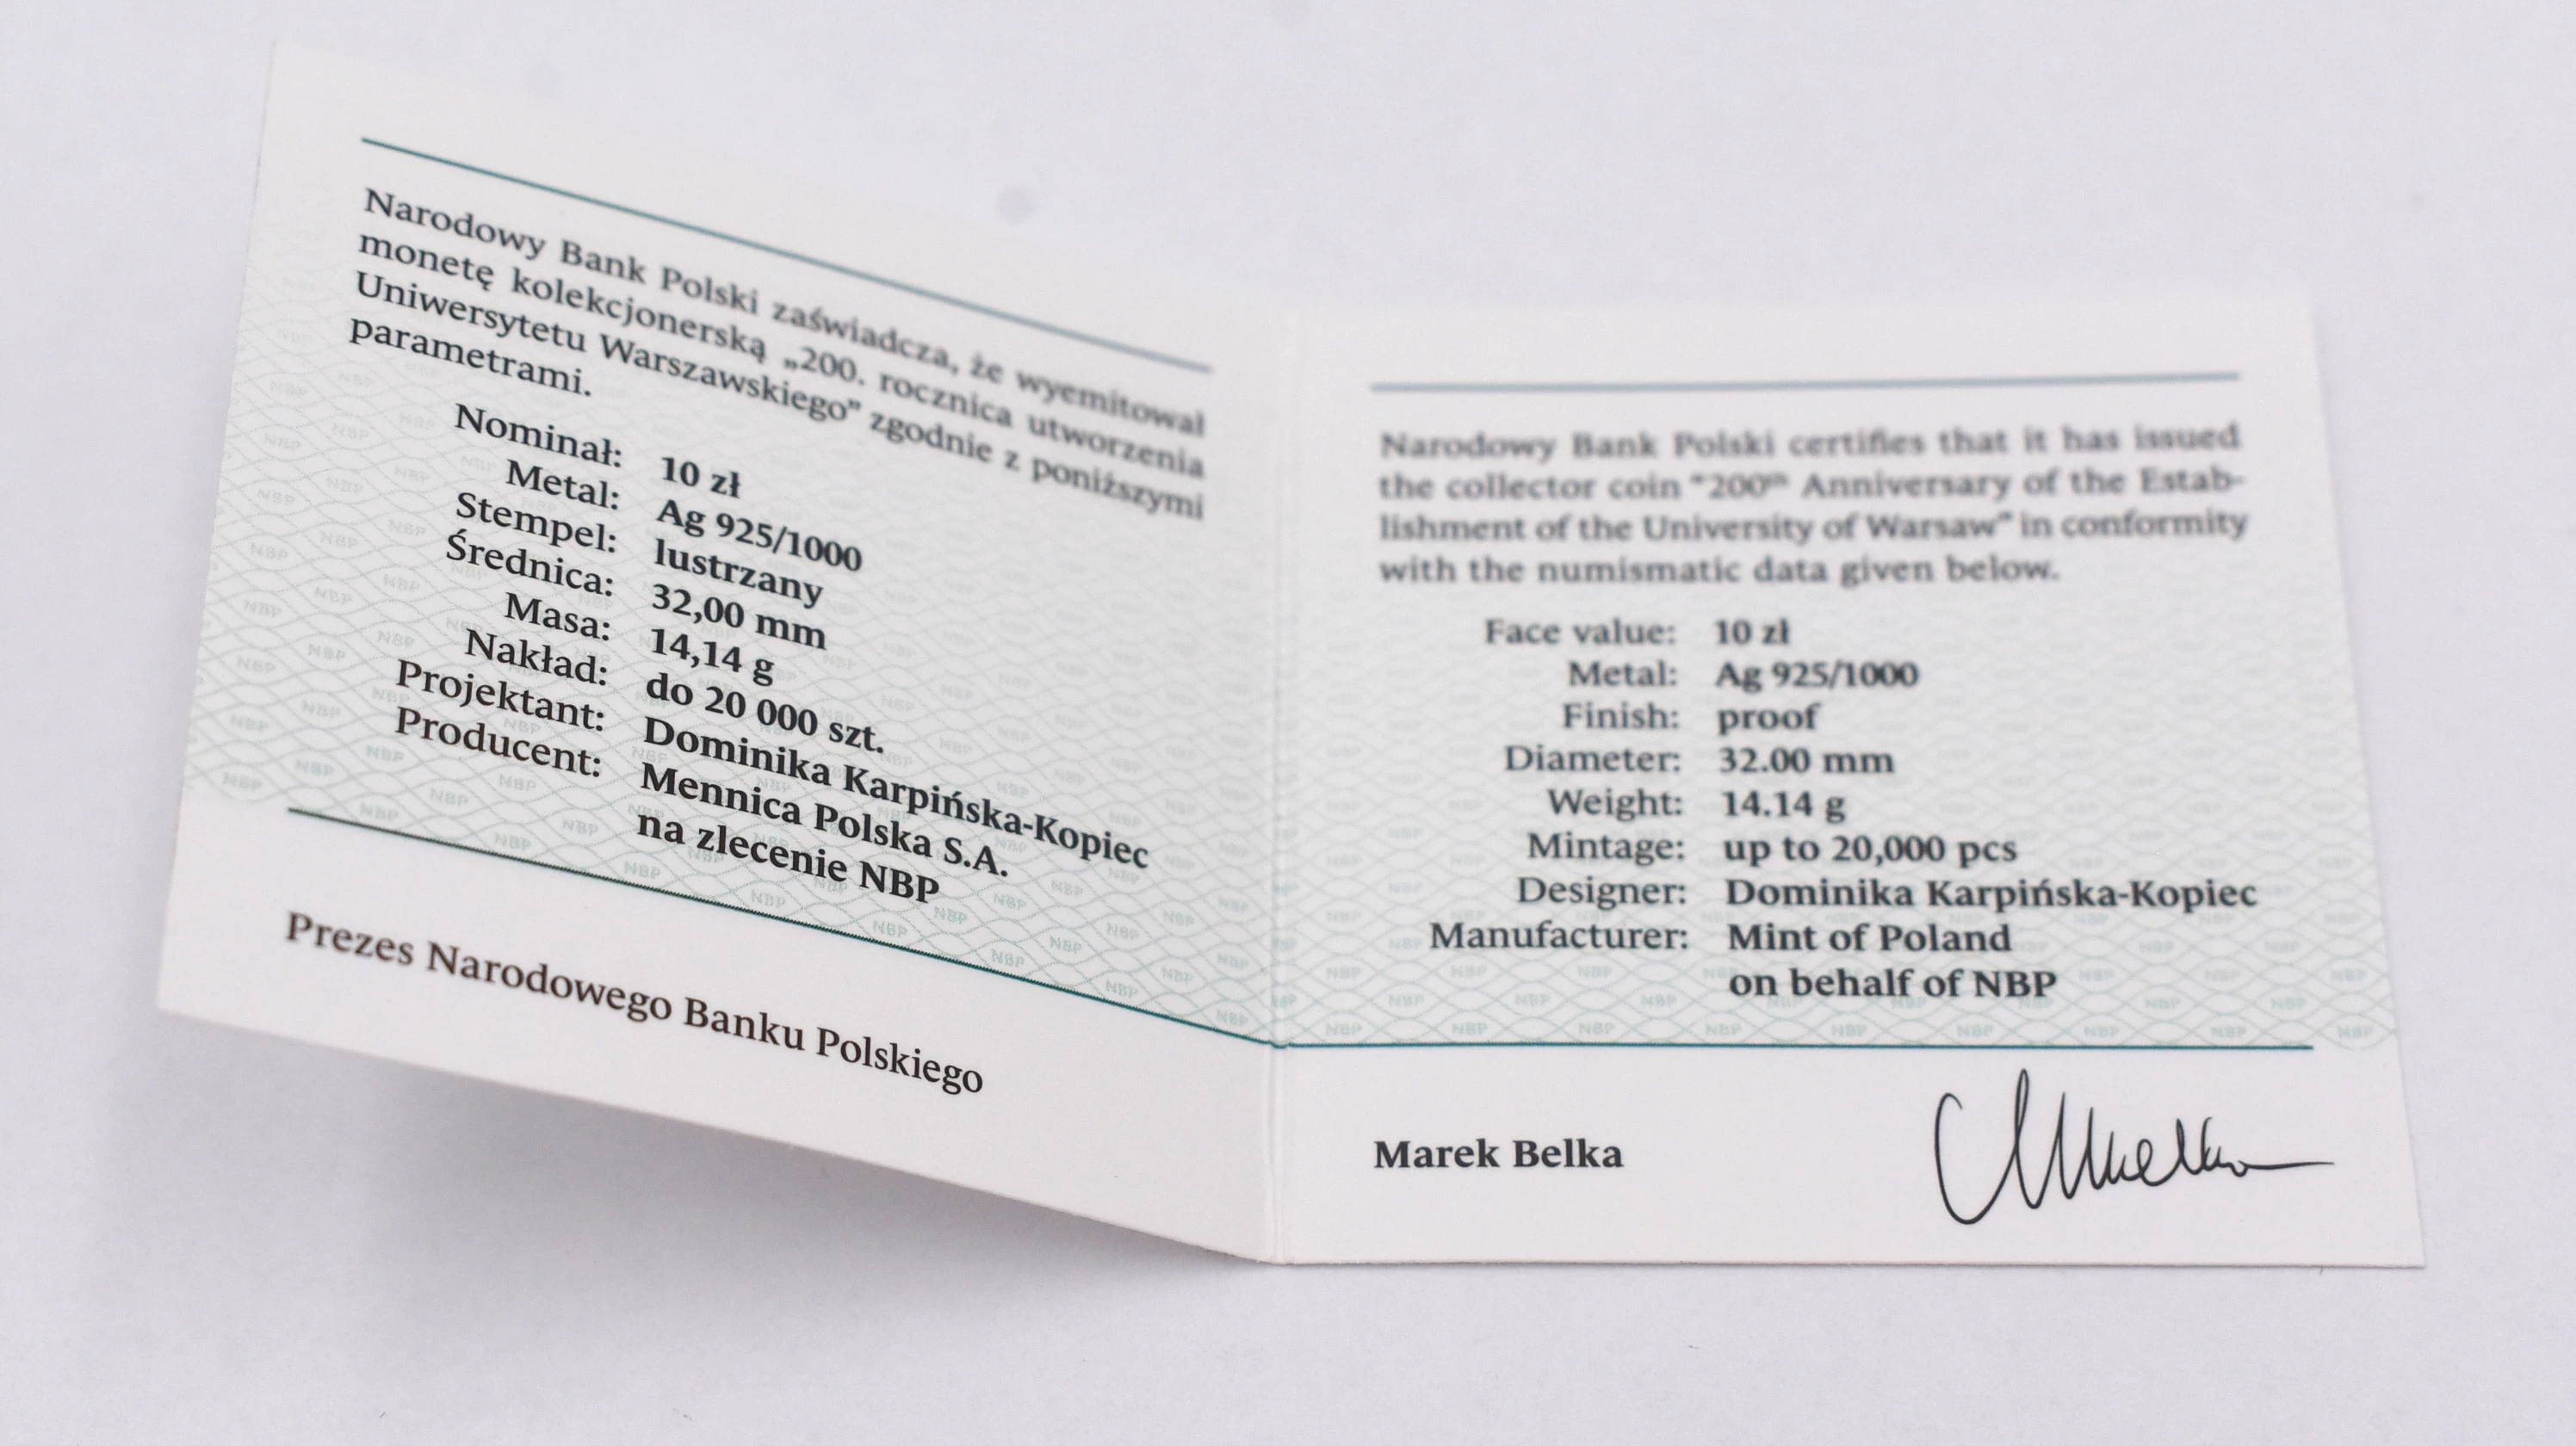 Narodowy Bank Polski zaświadcza, że wyemitował
monetę kolekcjonerską „200. rocznica utworzenia
Uniwersytetu Warszawskiego” zgodnie z poniższymi
parametrami.
Nominał: 10 zł
Metal: Ag 925/1000
Stempel: lustrzany
Średnica: 32,00 mm
Masa: 14,14 g
Nakład: do 20 000 szt.
Projektant: Dominika Karpińska-Kopiec
Producent: Mennica Polska S.A.
na zlecenie NBP
Prezes Narodowego Banku Polskiego
Narodowy Bank Polski certifies that it has issued
the collector coin “200th Anniversary of the Estab-
lishment of the University of Warsaw” in conformity
with the numismatic data given below.
Face value: 10 zł
Metal: Ag 925/1000
Finish: proof
Diameter: 32.00 mm
Weight: 14.14 g
Mintage: up to 20,000 pcs
Designer: Dominika Karpińska-Kopiec
Manufacturer: Mint of Poland
on behalf of NBP
Marek Belka